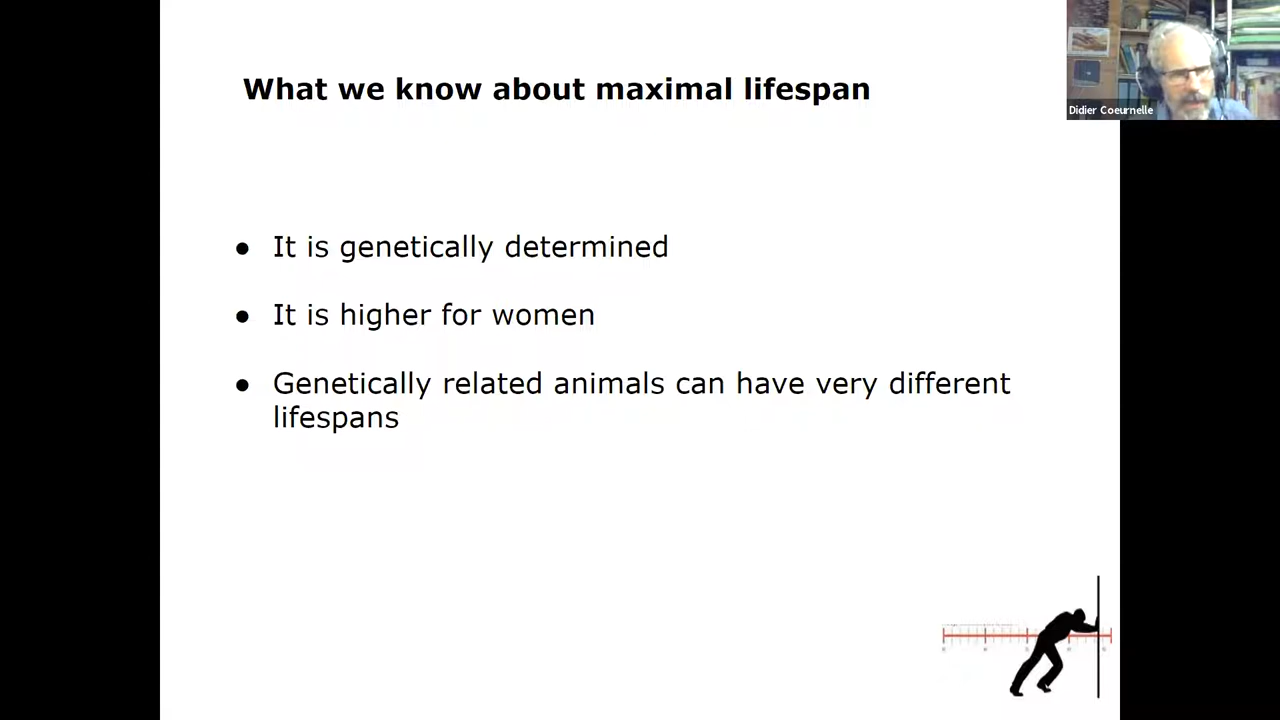 What we know about maximal lifespan
Didier Coeurnelle
● It is genetically determined
● It is higher for women
● Genetically related animals can have very different
lifespans